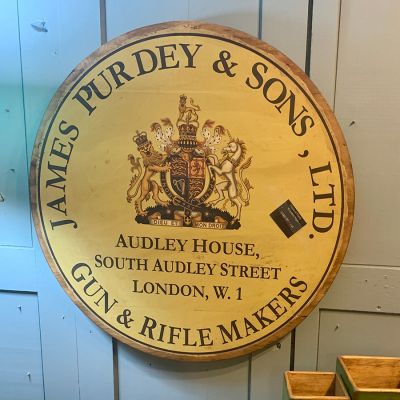 JAMES PURDEY & SONS, LTD.
DIEU ET MON DROIT
AUDLEY HOUSE,
SOUTH AUDLEY STREET
LONDON, W. 1
GUN & RIFLE MAKERS